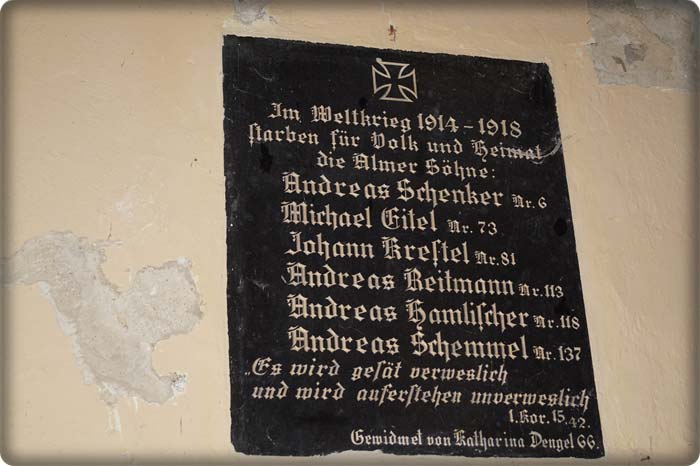 Im Weltkrieg 1914-1918
starben für Volk und Heimat
die Almer Söhne:
Andreas Schenker Nr. 6
Michael Eitel Nr. 73
Johann Krestel Nr. 81
Andreas Reitmann Nr. 113
Andreas Hamlischer Nr. 118
Andreas Schemmel Nr. 137
„Es wird gesät verweslich
und wird auferstehen unverweslich
1. Kor. 15, 42.
Gewidmet von Katharina Dengel 66.